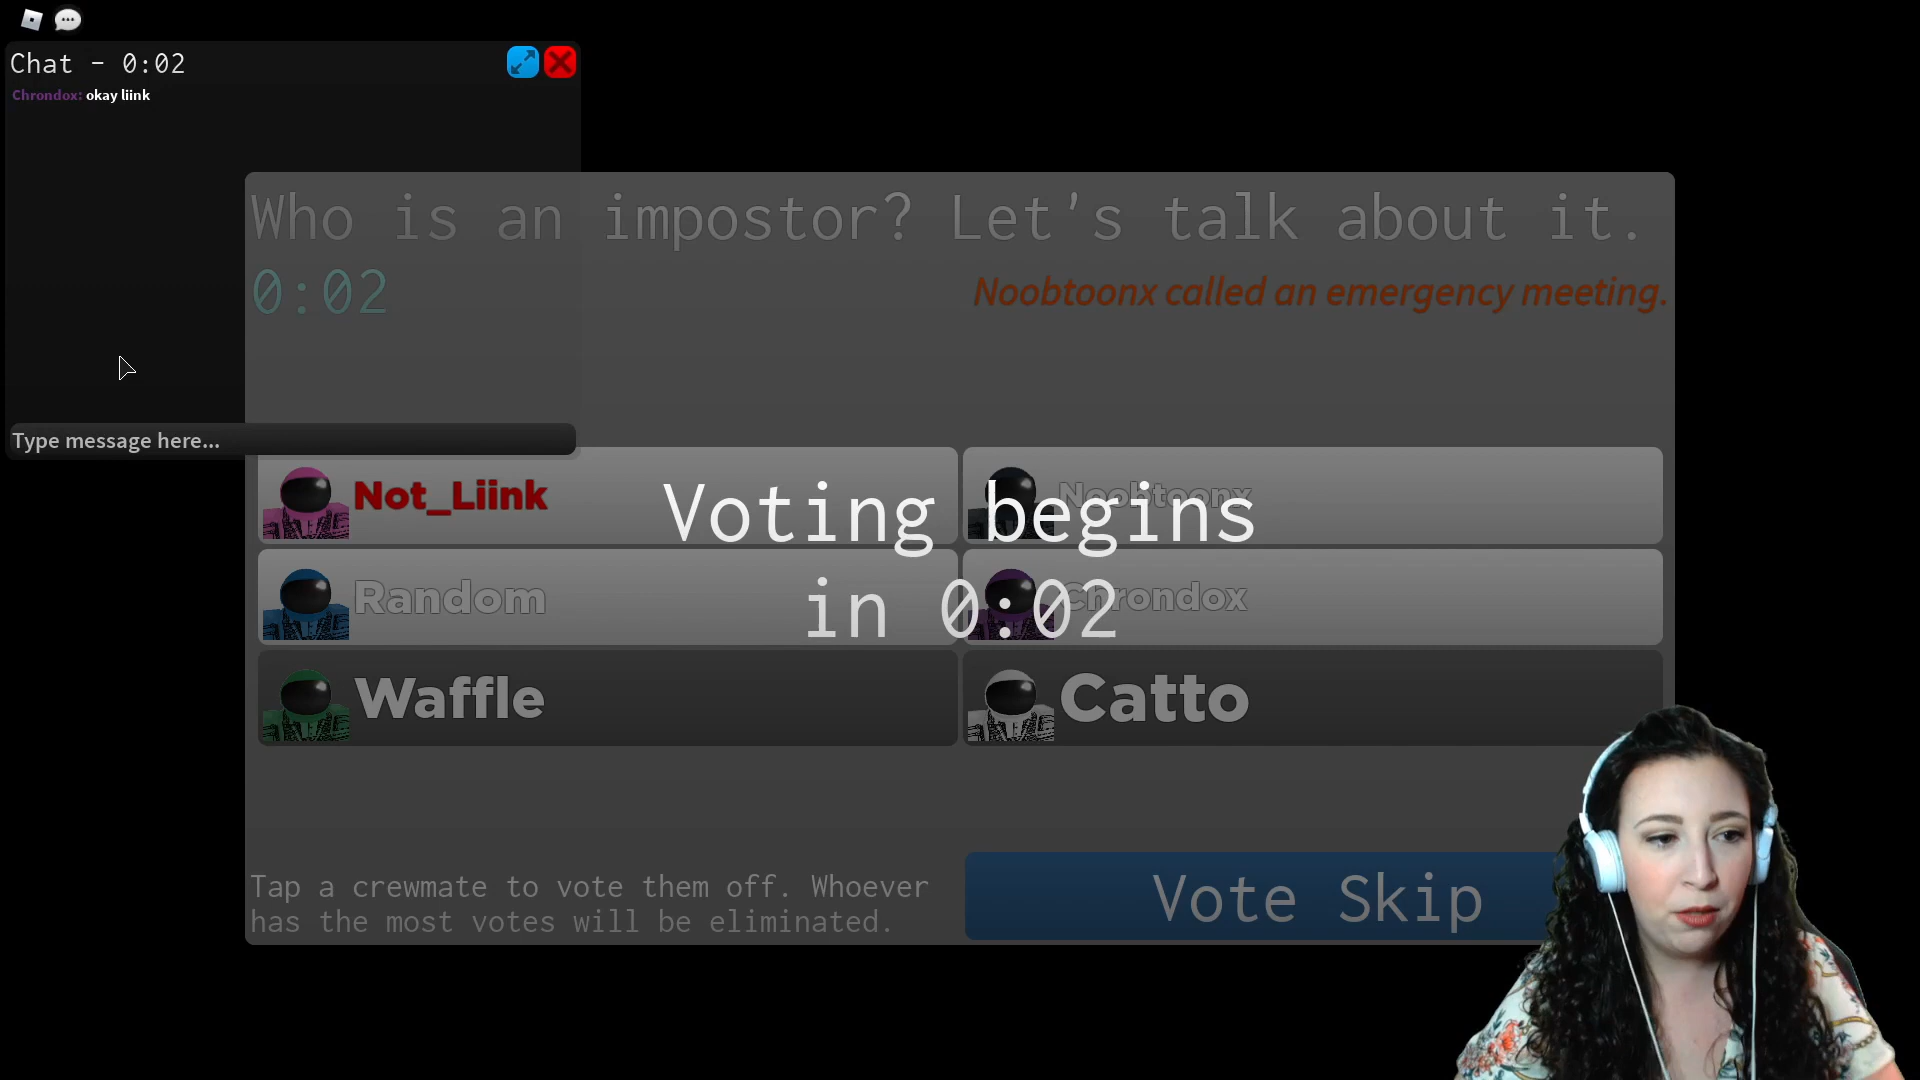 Chat - 0:02
Chrondox: okay liink
Type message here...
Who is an impostor? Let's talk about it.
0:02
Noobtoonx called an emergency meeting.
Not_Liink
Noobtoonx
Voting begins
in 0:02
Random
Chrondox
Waffle
Catto
Tap a crewmate to vote them off. Whoever
has the most votes will be eliminated.
Vote Skip